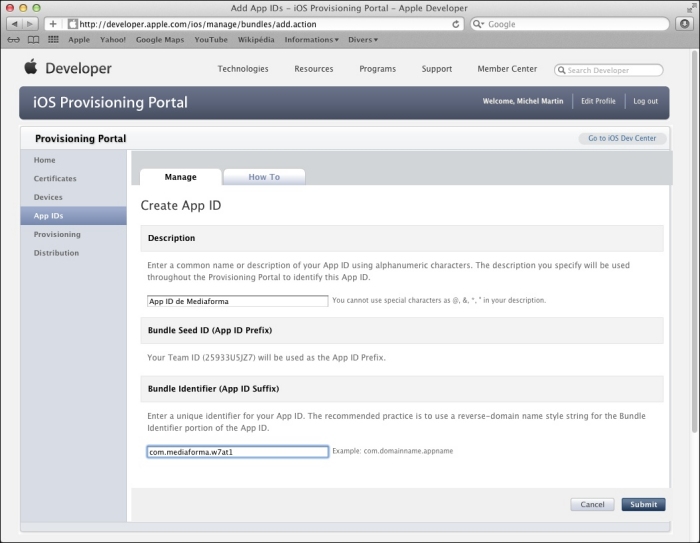 Add App IDs – iOS Provisioning Portal – Apple Developer
http://developer.apple.com/ios/manage/bundles/add.action
Google
Apple Yahoo! Google Maps YouTube Wikipédia Informations Divers
Developer
Technologies Resources Programs Support Member Center Search Developer
iOS Provisioning Portal
Welcome, Michel Martin Edit Profile Log out
Provisioning Portal
Go to iOS Dev Center
Home
Certificates
Devices
App IDs
Provisioning
Distribution
Manage How To
Create App ID
Description
Enter a common name or description of your App ID using alphanumeric characters. The description you specify will be used
throughout the Provisioning Portal to identify this App ID.
App ID de Mediaforma
You cannot use special characters as @, &, *, " in your description.
Bundle Seed ID (App ID Prefix)
Your Team ID (25933U5JZ7) will be used as the App ID Prefix.
Bundle Identifier (App ID Suffix)
Enter a unique identifier for your App ID. The recommended practice is to use a reverse-domain name style string for the Bundle
Identifier portion of the App ID.
com.mediaforma.w7at1
Example: com.domainname.appname
Cancel Submit